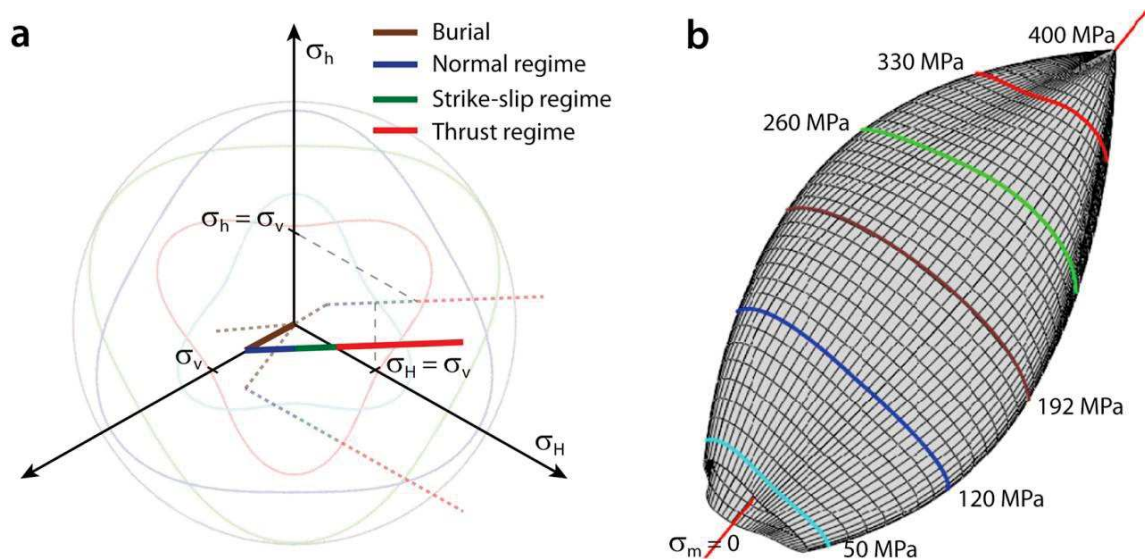 a
σh
Burial
Normal regime
Strike-slip regime
Thrust regime
σh = σv
σv
σH = σv
σH
b
400 MPa
330 MPa
260 MPa
192 MPa
120 MPa
50 MPa
σm = 0